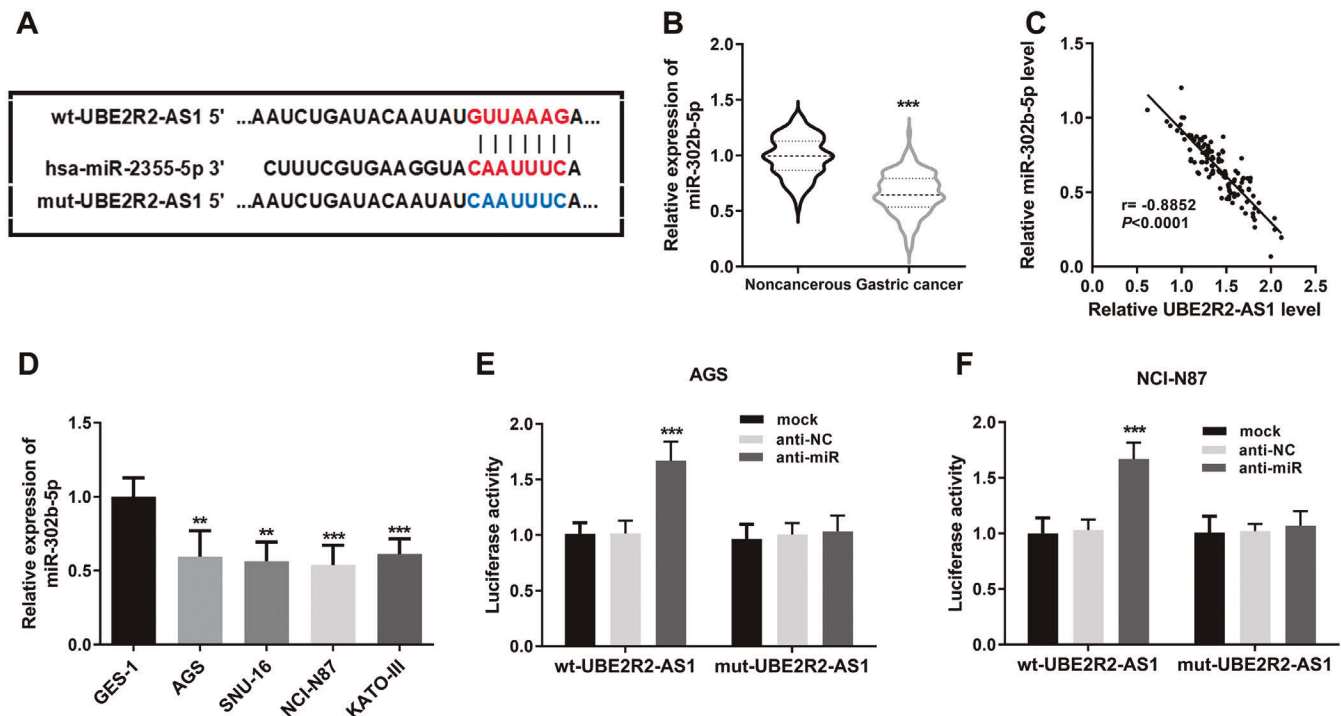 A
wt-UBE2R2-AS1 5' ...AAUCUGAUACAAUAUGUUAAAGA...
hsa-miR-2355-5p 3' CUUUCGUGAAGGUACAAUUUCA
mut-UBE2R2-AS1 5' ...AAUCUGAUACAAUAUCAAUUUCA...
B
Relative expression of
miR-302b-5p
2.0
1.5
1.0
0.5
0.0
***
Noncancerous Gastric cancer
C
Relative miR-302b-5p level
1.5
1.0
0.5
0.0
r= -0.8852
P<0.0001
0.0 0.5 1.0 1.5 2.0 2.5
Relative UBE2R2-AS1 level
D
Relative expression of
miR-302b-5p
1.5
1.0
0.5
0.0
** ** *** ***
GES-1 AGS SNU-16 NCI-N87 KATO-III
E
AGS
Luciferase activity
2.0
1.5
1.0
0.5
0.0
***
mock
anti-NC
anti-miR
wt-UBE2R2-AS1 mut-UBE2R2-AS1
F
NCI-N87
Luciferase activity
2.0
1.5
1.0
0.5
0.0
***
mock
anti-NC
anti-miR
wt-UBE2R2-AS1 mut-UBE2R2-AS1